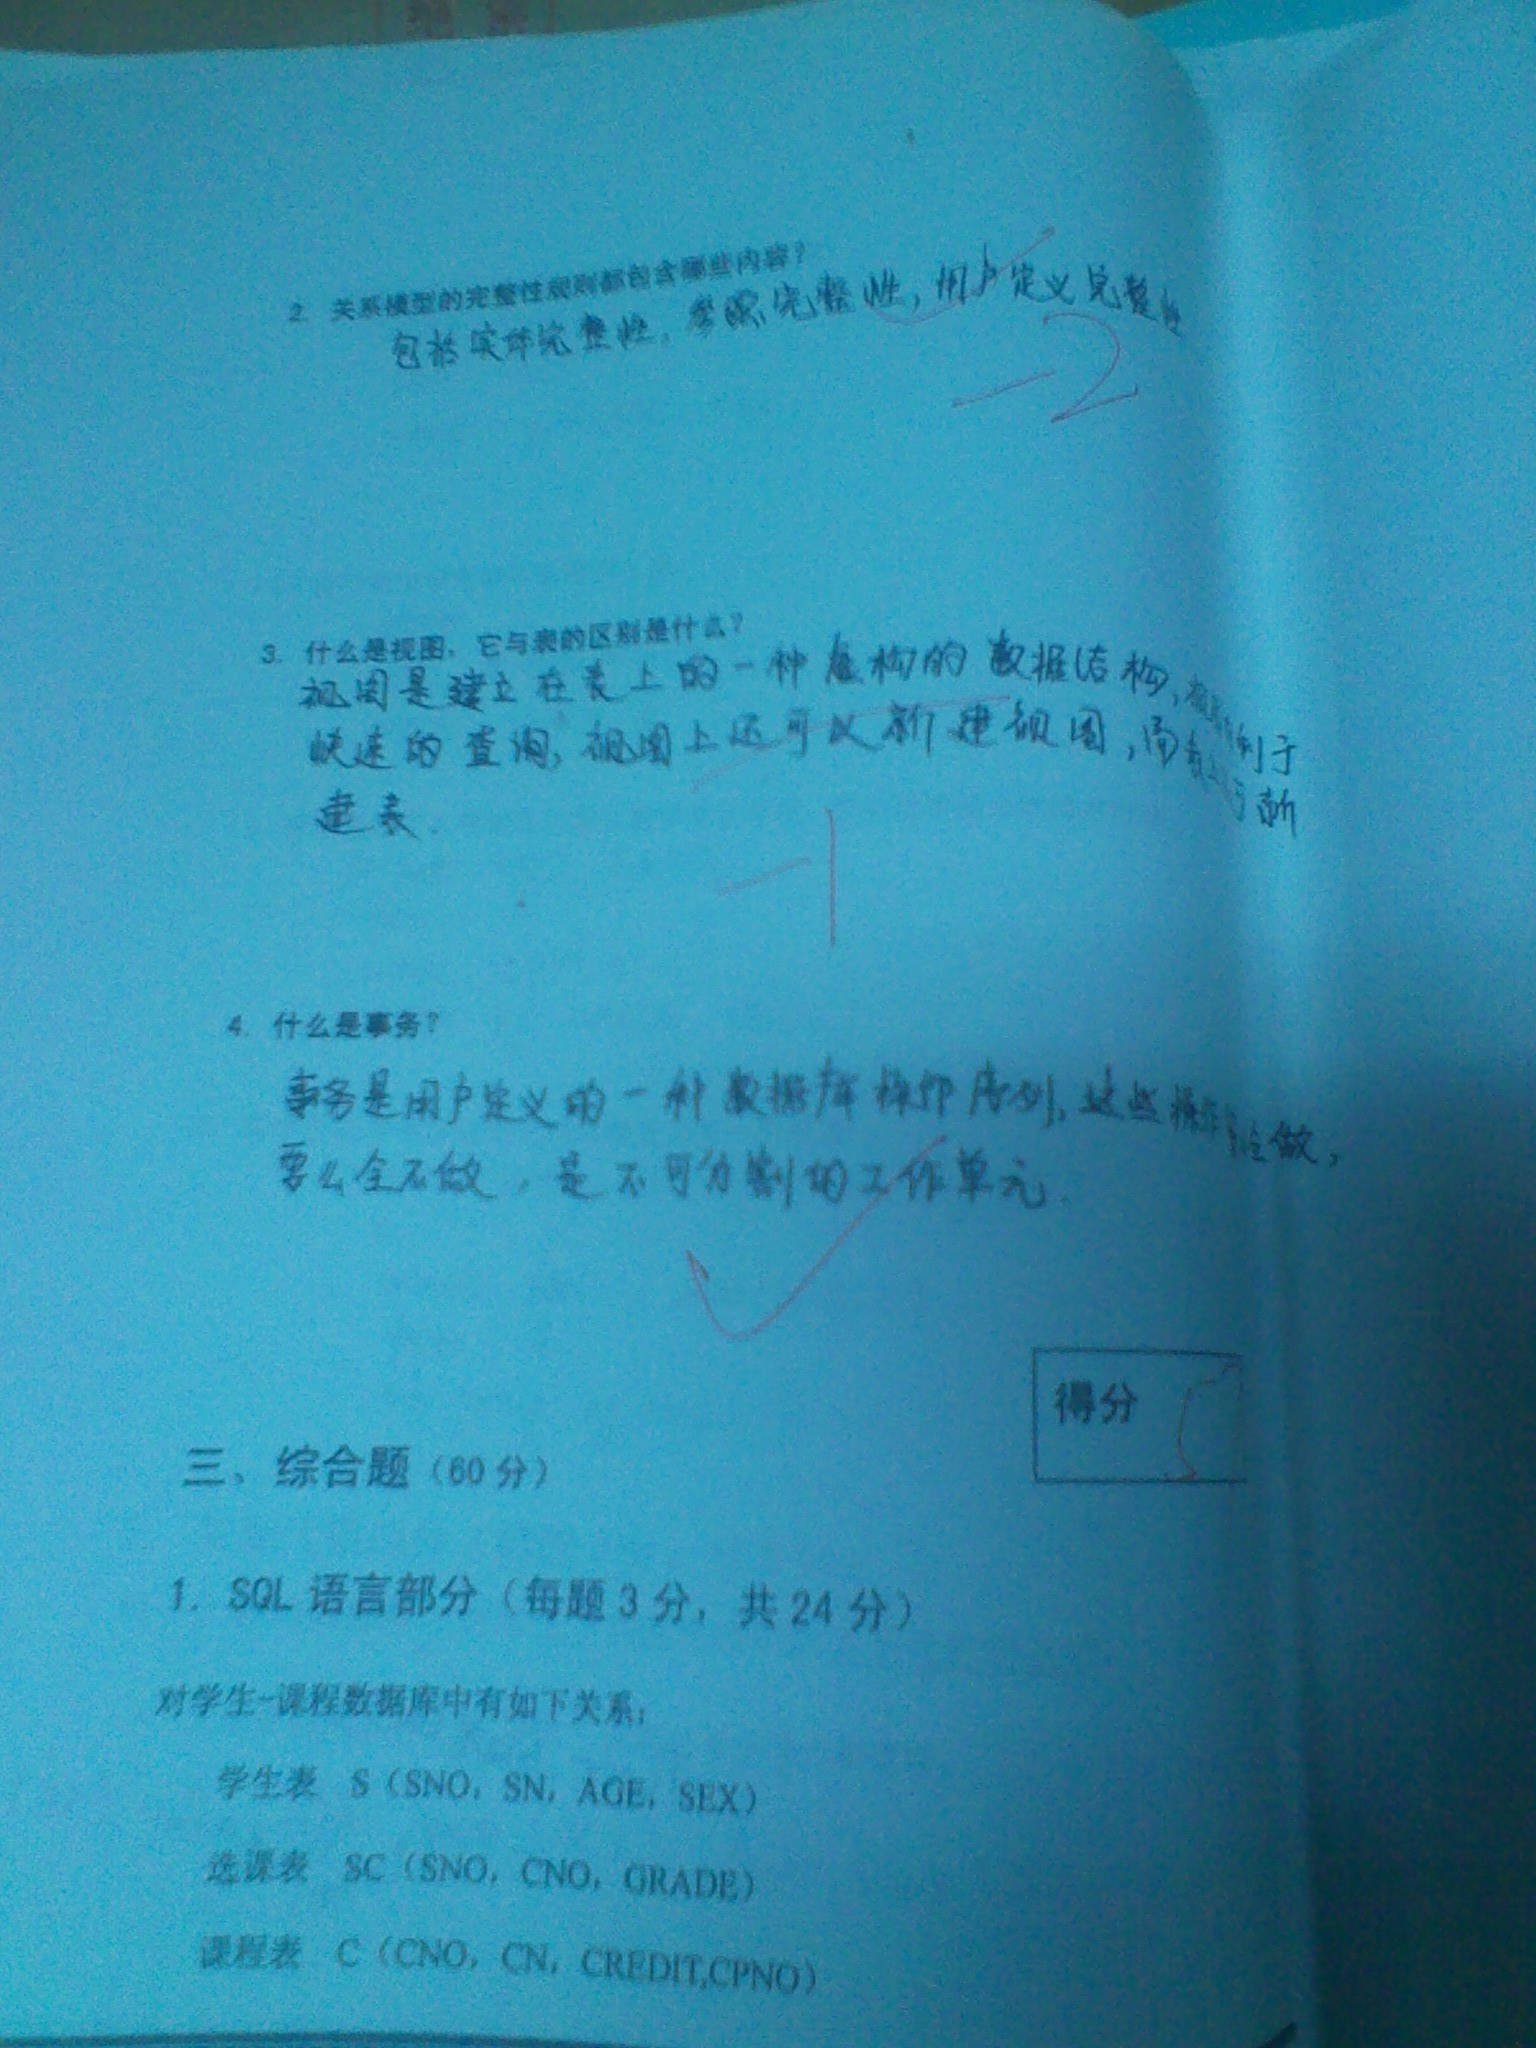 2. 关系模型的完整性规则都包含哪些内容?
包括实体完整性,参照完整性,用户定义完整性
-2
3. 什么是视图,它与表的区别是什么?
视图是建立在表上的一种虚构的数据结构,利于
快速的查询,视图上还可以新建视图,而表上新
建表.
-1
4. 什么是事务?
事务是用户定义的一种数据库操作序列,这些操作全做,
要么全不做,是不可分割的工作单元.
得分
三、综合题(60分)
1. SQL 语言部分(每题3分,共24分)
对学生-课程数据库中有如下关系:
学生表 S(SNO,SN,AGE,SEX)
选课表 SC(SNO,CNO,GRADE)
课程表 C(CNO,CN,CREDIT,CPNO)